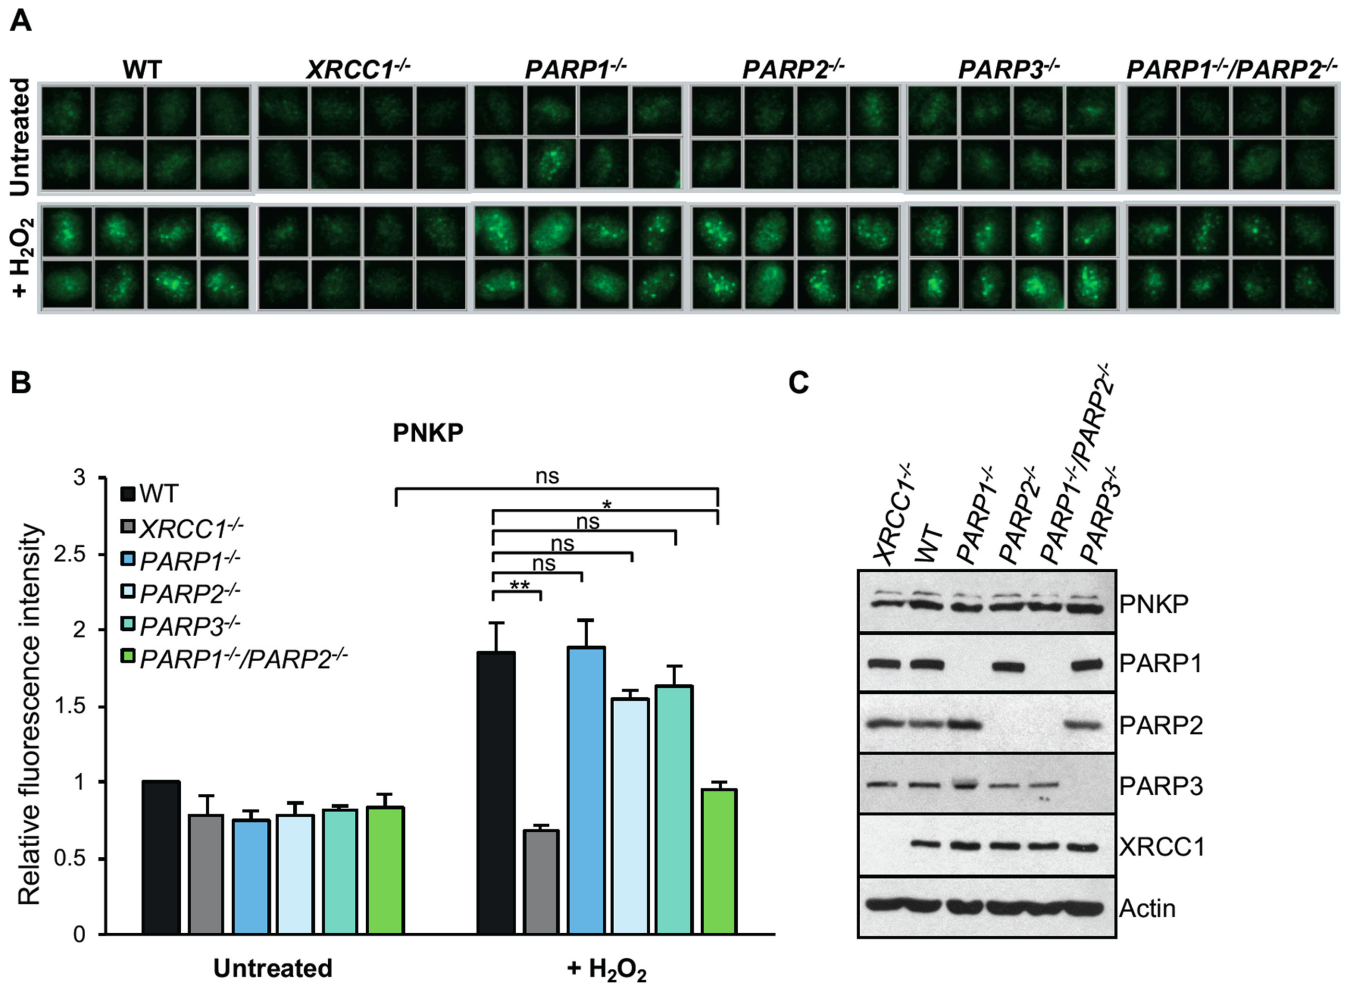 A
WT XRCC1-/- PARP1-/- PARP2-/- PARP3-/- PARP1-/-/PARP2-/-
Untreated
+ H2O2
B
PNKP
Relative fluorescence intensity
3
2.5
2
1.5
1
0.5
0
WT
XRCC1-/-
PARP1-/-
PARP2-/-
PARP3-/-
PARP1-/-/PARP2-/-
ns
*
ns
ns
ns
**
Untreated
+ H2O2
C
XRCC1-/-
WT
PARP1-/-
PARP2-/-
PARP1-/-/PARP2-/-
PARP3-/-
PNKP
PARP1
PARP2
PARP3
XRCC1
Actin